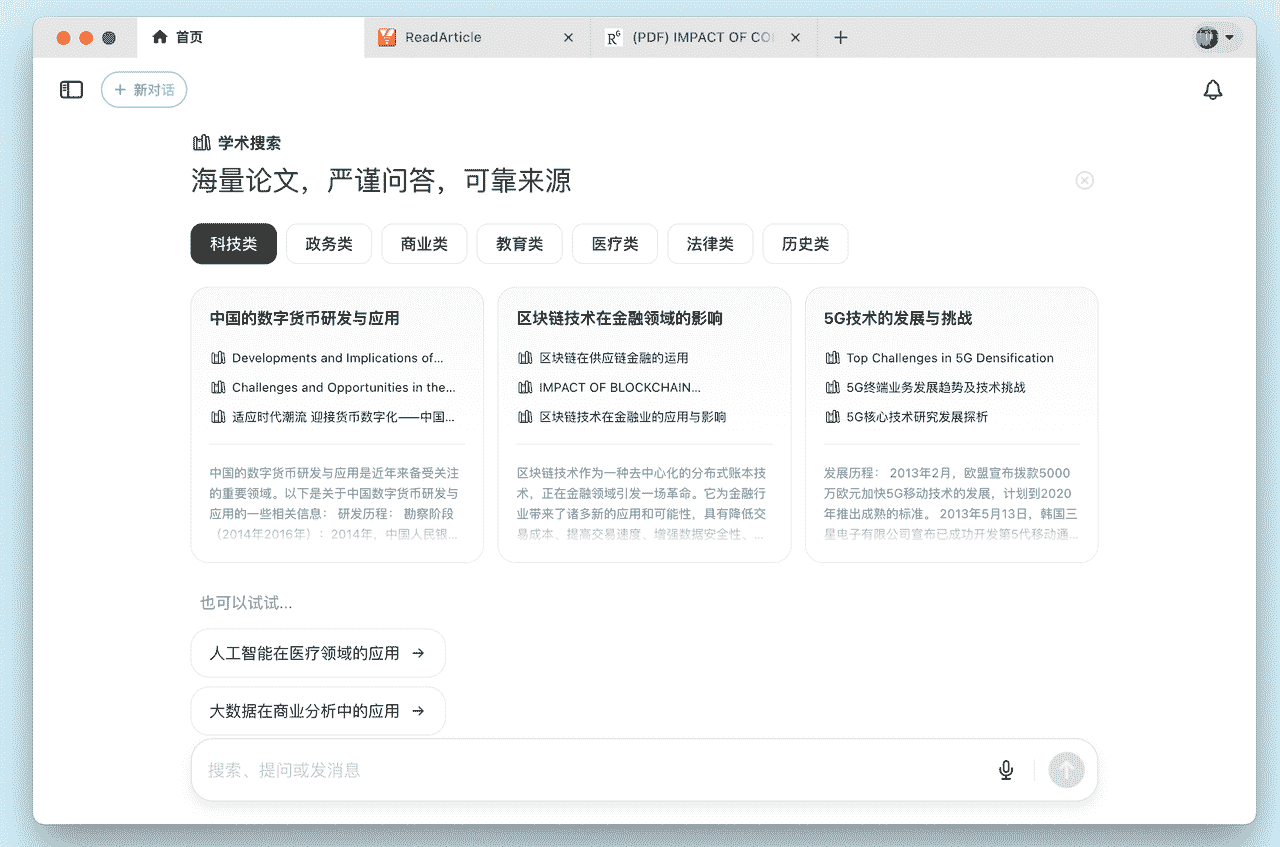 首页
ReadArticle
(PDF) IMPACT OF CO
新对话
学术搜索
海量论文，严谨问答，可靠来源
科技类
政务类
商业类
教育类
医疗类
法律类
历史类
中国的数字货币研发与应用
Developments and Implications of...
Challenges and Opportunities in the...
适应时代潮流 迎接货币数字化——中国...
中国的数字货币研发与应用是近年来备受关注
的重要领域。以下是关于中国数字货币研发与
应用的一些相关信息： 研发历程： 勘察阶段
（2014年2016年）：2014年，中国人民银...
区块链技术在金融领域的影响
区块链在供应链金融的运用
IMPACT OF BLOCKCHAIN...
区块链技术在金融业的应用与影响
区块链技术作为一种去中心化的分布式账本技
术，正在金融领域引发一场革命。它为金融行
业带来了诸多新的应用和可能性，具有降低交
易成本、提高交易速度、增强数据安全性、...
5G技术的发展与挑战
Top Challenges in 5G Densification
5G终端业务发展趋势及技术挑战
5G核心技术研究发展探析
发展历程： 2013年2月，欧盟宣布拨款5000
万欧元加快5G移动技术的发展，计划到2020
年推出成熟的标准。 2013年5月13日，韩国三
星电子有限公司宣布已成功开发第5代移动通...
也可以试试...
人工智能在医疗领域的应用
大数据在商业分析中的应用
搜索、提问或发消息